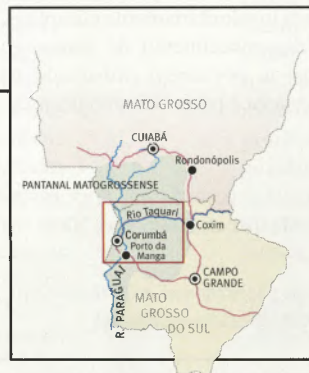 MATO GROSSO
CUIABÁ
Rondonópolis
PANTANAL MATOGROSSENSE
Rio Taquari
Corumbá
Coxim
Porto da
Manga
CAMPO
GRANDE
R. PARAGUAI
MATO
GROSSO
DO SUL